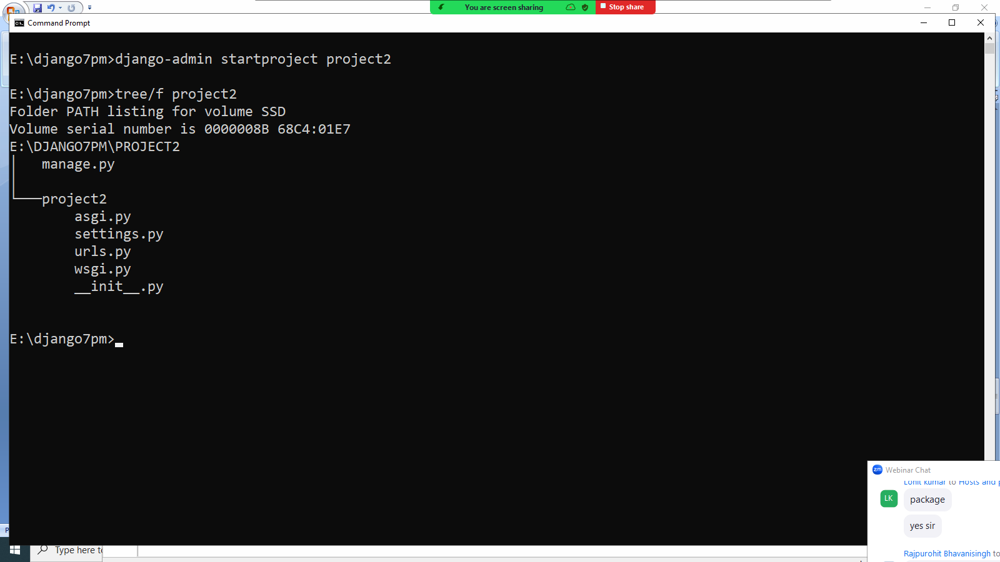 You are screen sharing
Stop share
Command Prompt
E:\django7pm>django-admin startproject project2
E:\django7pm>tree/f project2
Folder PATH listing for volume SSD
Volume serial number is 0000008B 68C4:01E7
E:\DJANGO7PM\PROJECT2
manage.py
project2
asgi.py
settings.py
urls.py
wsgi.py
__init__.py
E:\django7pm>
zm Webinar Chat
Lohit kumar to Hosts and
LK
package
yes sir
Rajpurohit Bhavanisingh to
Type here